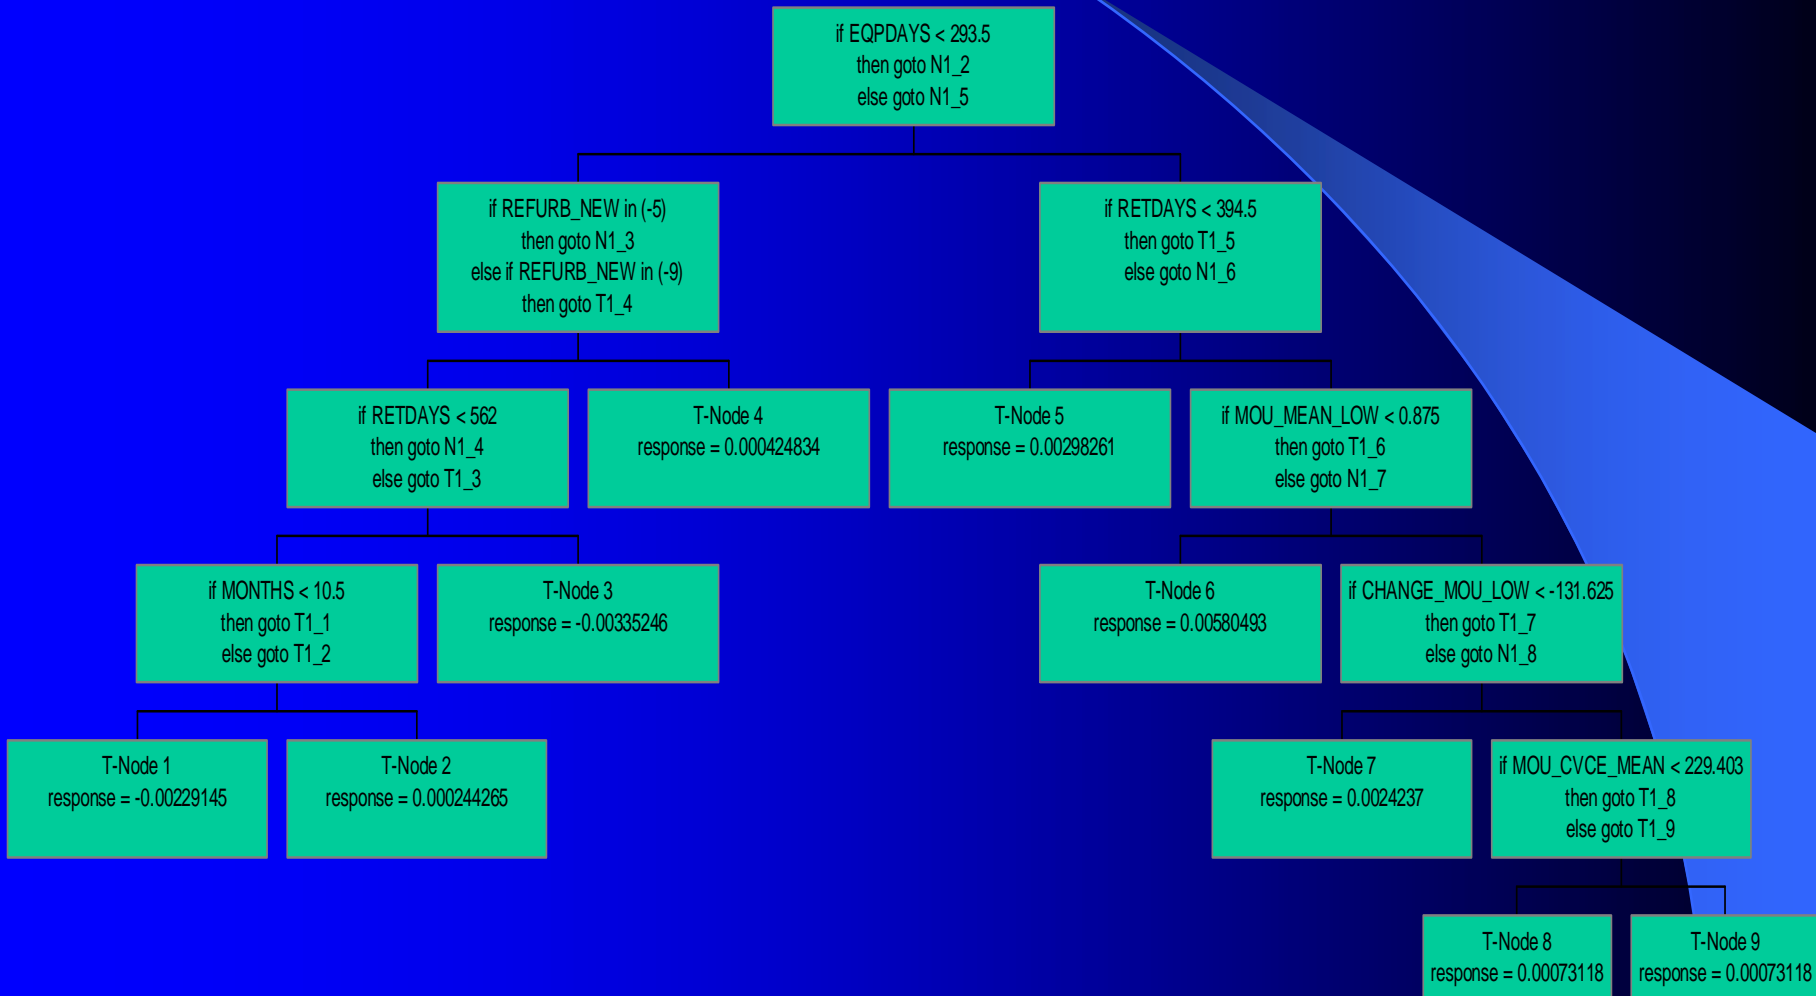 if EQPDAYS < 293.5
then goto N1_2
else goto N1_5
if REFURB_NEW in (-5)
then goto N1_3
else if REFURB_NEW in (-9)
then goto T1_4
if RETDAYS < 394.5
then goto T1_5
else goto N1_6
if RETDAYS < 562
then goto N1_4
else goto T1_3
T-Node 4
response = 0.000424834
T-Node 5
response = 0.00298261
if MOU_MEAN_LOW < 0.875
then goto T1_6
else goto N1_7
if MONTHS < 10.5
then goto T1_1
else goto T1_2
T-Node 3
response = -0.00335246
T-Node 6
response = 0.00580493
if CHANGE_MOU_LOW < -131.625
then goto T1_7
else goto N1_8
T-Node 1
response = -0.00229145
T-Node 2
response = 0.000244265
T-Node 7
response = 0.0024237
if MOU_CVCE_MEAN < 229.403
then goto T1_8
else goto T1_9
T-Node 8
response = 0.00073118
T-Node 9
response = 0.00073118